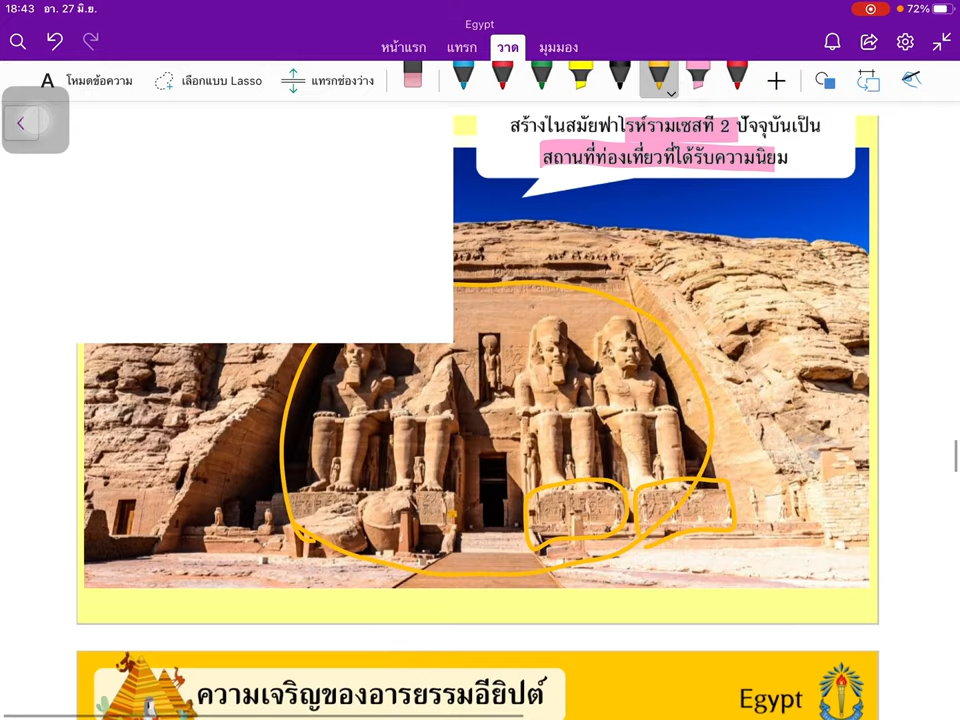 18:43 อา. 27 มิ.ย.
72%
Egypt
หน้าแรก แทรก วาด มุมมอง
A โหมดข้อความ เลือกแบบ Lasso แทรกช่องว่าง
สร้างในสมัยฟาโรห์รามเซสที่ 2 ปัจจุบันเป็น
สถานที่ท่องเที่ยวที่ได้รับความนิยม
ความเจริญของอารยธรรมอียิปต์
Egypt